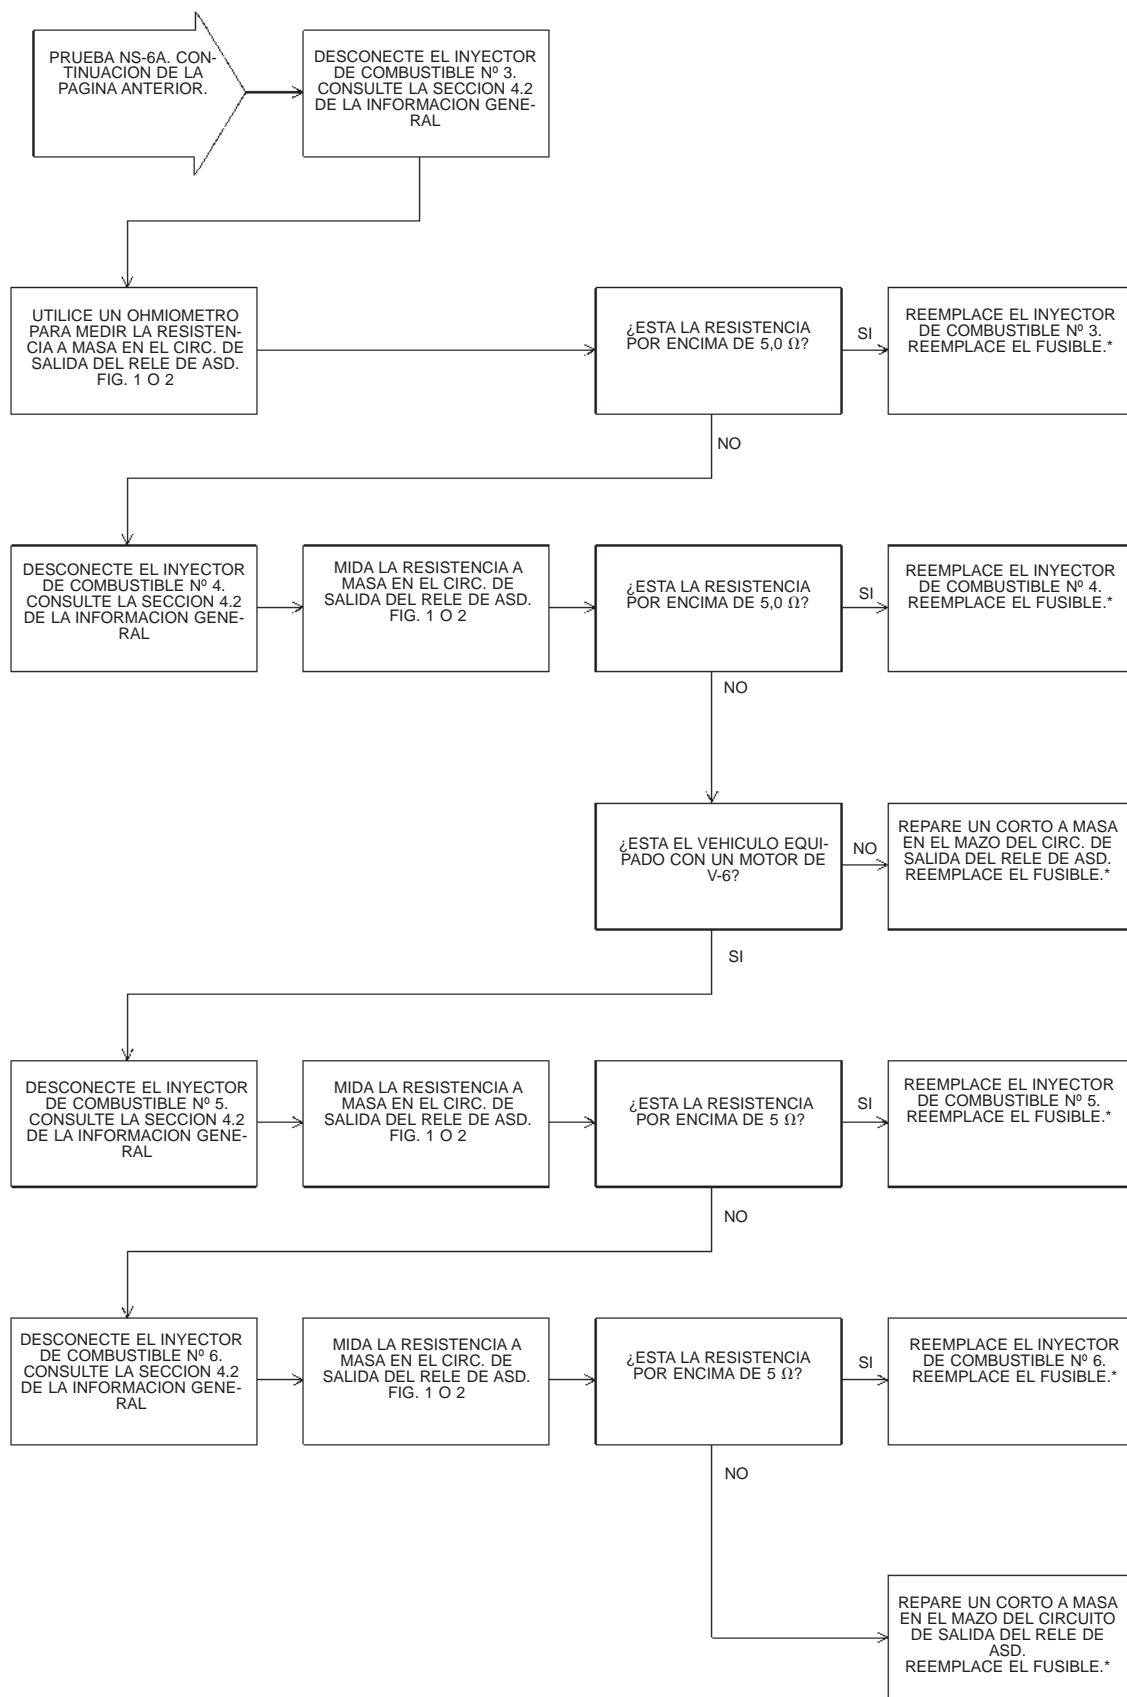 PRUEBA NS-6A. CON-
TINUACION DE LA
PAGINA ANTERIOR.
DESCONECTE EL INYECTOR
DE COMBUSTIBLE Nº 3.
CONSULTE LA SECCION 4.2
DE LA INFORMACION GENE-
RAL
UTILICE UN OHMIOMETRO
PARA MEDIR LA RESISTEN-
CIA A MASA EN EL CIRC. DE
SALIDA DEL RELE DE ASD.
FIG. 1 O 2
¿ESTA LA RESISTENCIA
POR ENCIMA DE 5,0 Ω?
SI
REEMPLACE EL INYECTOR
DE COMBUSTIBLE Nº 3.
REEMPLACE EL FUSIBLE.*
NO
DESCONECTE EL INYECTOR
DE COMBUSTIBLE Nº 4.
CONSULTE LA SECCION 4.2
DE LA INFORMACION GENE-
RAL
MIDA LA RESISTENCIA A
MASA EN EL CIRC. DE
SALIDA DEL RELE DE ASD.
FIG. 1 O 2
¿ESTA LA RESISTENCIA
POR ENCIMA DE 5,0 Ω?
SI
REEMPLACE EL INYECTOR
DE COMBUSTIBLE Nº 4.
REEMPLACE EL FUSIBLE.*
NO
¿ESTA EL VEHICULO EQUI-
PADO CON UN MOTOR DE
V-6?
NO
REPARE UN CORTO A MASA
EN EL MAZO DEL CIRC. DE
SALIDA DEL RELE DE ASD.
REEMPLACE EL FUSIBLE.*
SI
DESCONECTE EL INYECTOR
DE COMBUSTIBLE Nº 5.
CONSULTE LA SECCION 4.2
DE LA INFORMACION GENE-
RAL
MIDA LA RESISTENCIA A
MASA EN EL CIRC. DE
SALIDA DEL RELE DE ASD.
FIG. 1 O 2
¿ESTA LA RESISTENCIA
POR ENCIMA DE 5 Ω?
SI
REEMPLACE EL INYECTOR
DE COMBUSTIBLE Nº 5.
REEMPLACE EL FUSIBLE.*
NO
DESCONECTE EL INYECTOR
DE COMBUSTIBLE Nº 6.
CONSULTE LA SECCION 4.2
DE LA INFORMACION GENE-
RAL
MIDA LA RESISTENCIA A
MASA EN EL CIRC. DE
SALIDA DEL RELE DE ASD.
FIG. 1 O 2
¿ESTA LA RESISTENCIA
POR ENCIMA DE 5 Ω?
SI
REEMPLACE EL INYECTOR
DE COMBUSTIBLE Nº 6.
REEMPLACE EL FUSIBLE.*
NO
REPARE UN CORTO A MASA
EN EL MAZO DEL CIRCUITO
DE SALIDA DEL RELE DE
ASD.
REEMPLACE EL FUSIBLE.*